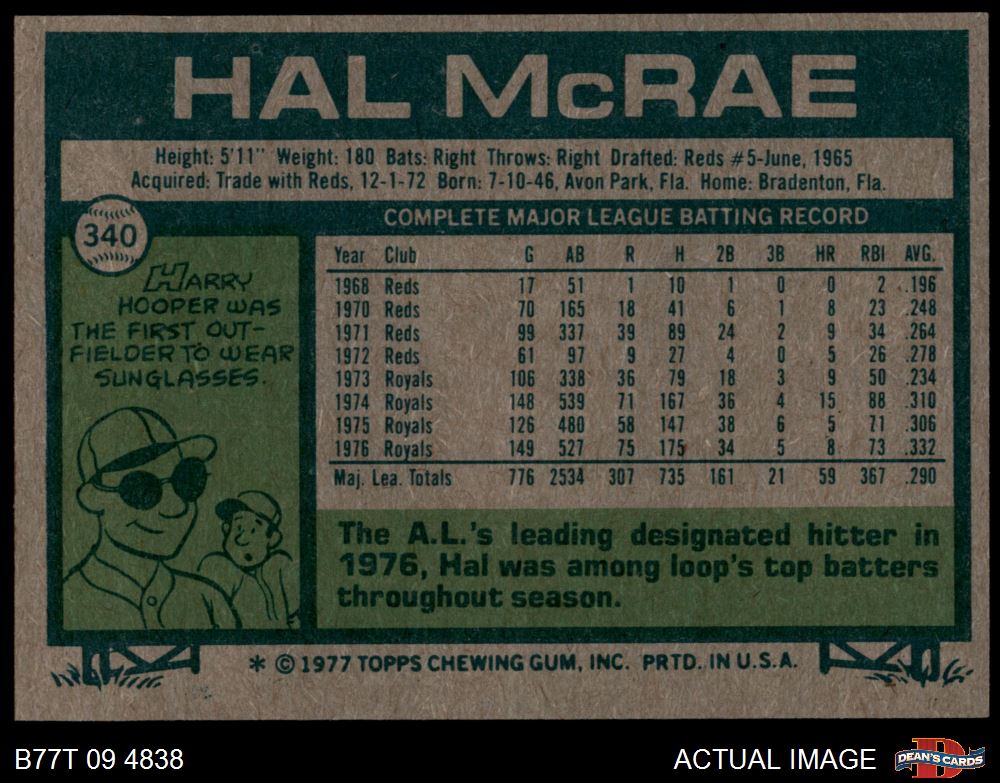 HAL McRAE
Height: 5'11" Weight: 180 Bats: Right Throws: Right Drafted: Reds #5-June, 1965
Acquired: Trade with Reds, 12-1-72 Born: 7-10-46, Avon Park, Fla. Home: Bradenton, Fla.
340
HARRY
HOOPER WAS
THE FIRST OUT-
FIELDER TO WEAR
SUNGLASSES.
COMPLETE MAJOR LEAGUE BATTING RECORD
Year Club G AB R H 2B 3B HR RBI AVG.
1968 Reds 17 51 1 10 1 0 0 2 .196
1970 Reds 70 165 18 41 6 1 8 23 .248
1971 Reds 99 337 39 89 24 2 9 34 .264
1972 Reds 61 97 9 27 4 0 5 26 .278
1973 Royals 106 338 36 79 18 3 9 50 .234
1974 Royals 148 539 71 167 36 4 15 88 .310
1975 Royals 126 480 58 147 38 6 5 71 .306
1976 Royals 149 527 75 175 34 5 8 73 .332
Maj. Lea. Totals 776 2534 307 735 161 21 59 367 .290
The A.L.'s leading designated hitter in
1976, Hal was among loop's top batters
throughout season.
* © 1977 TOPPS CHEWING GUM, INC. PRTD. IN U.S.A.
B77T 09 4838 ACTUAL IMAGE
DEAN'S CARDS